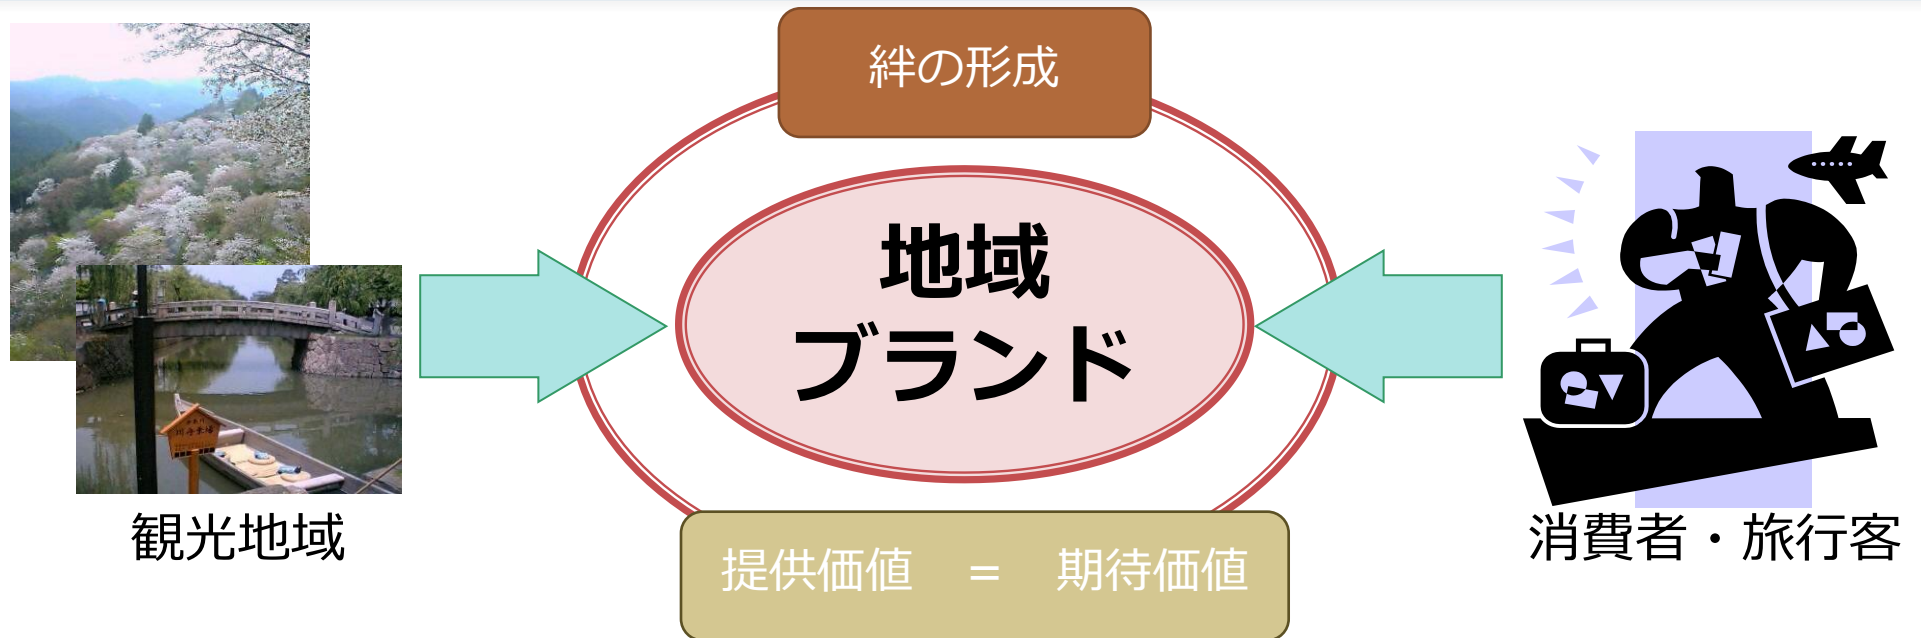 絆の形成
地域
ブランド
観光地域
消費者・旅行客
提供価値　=　期待価値